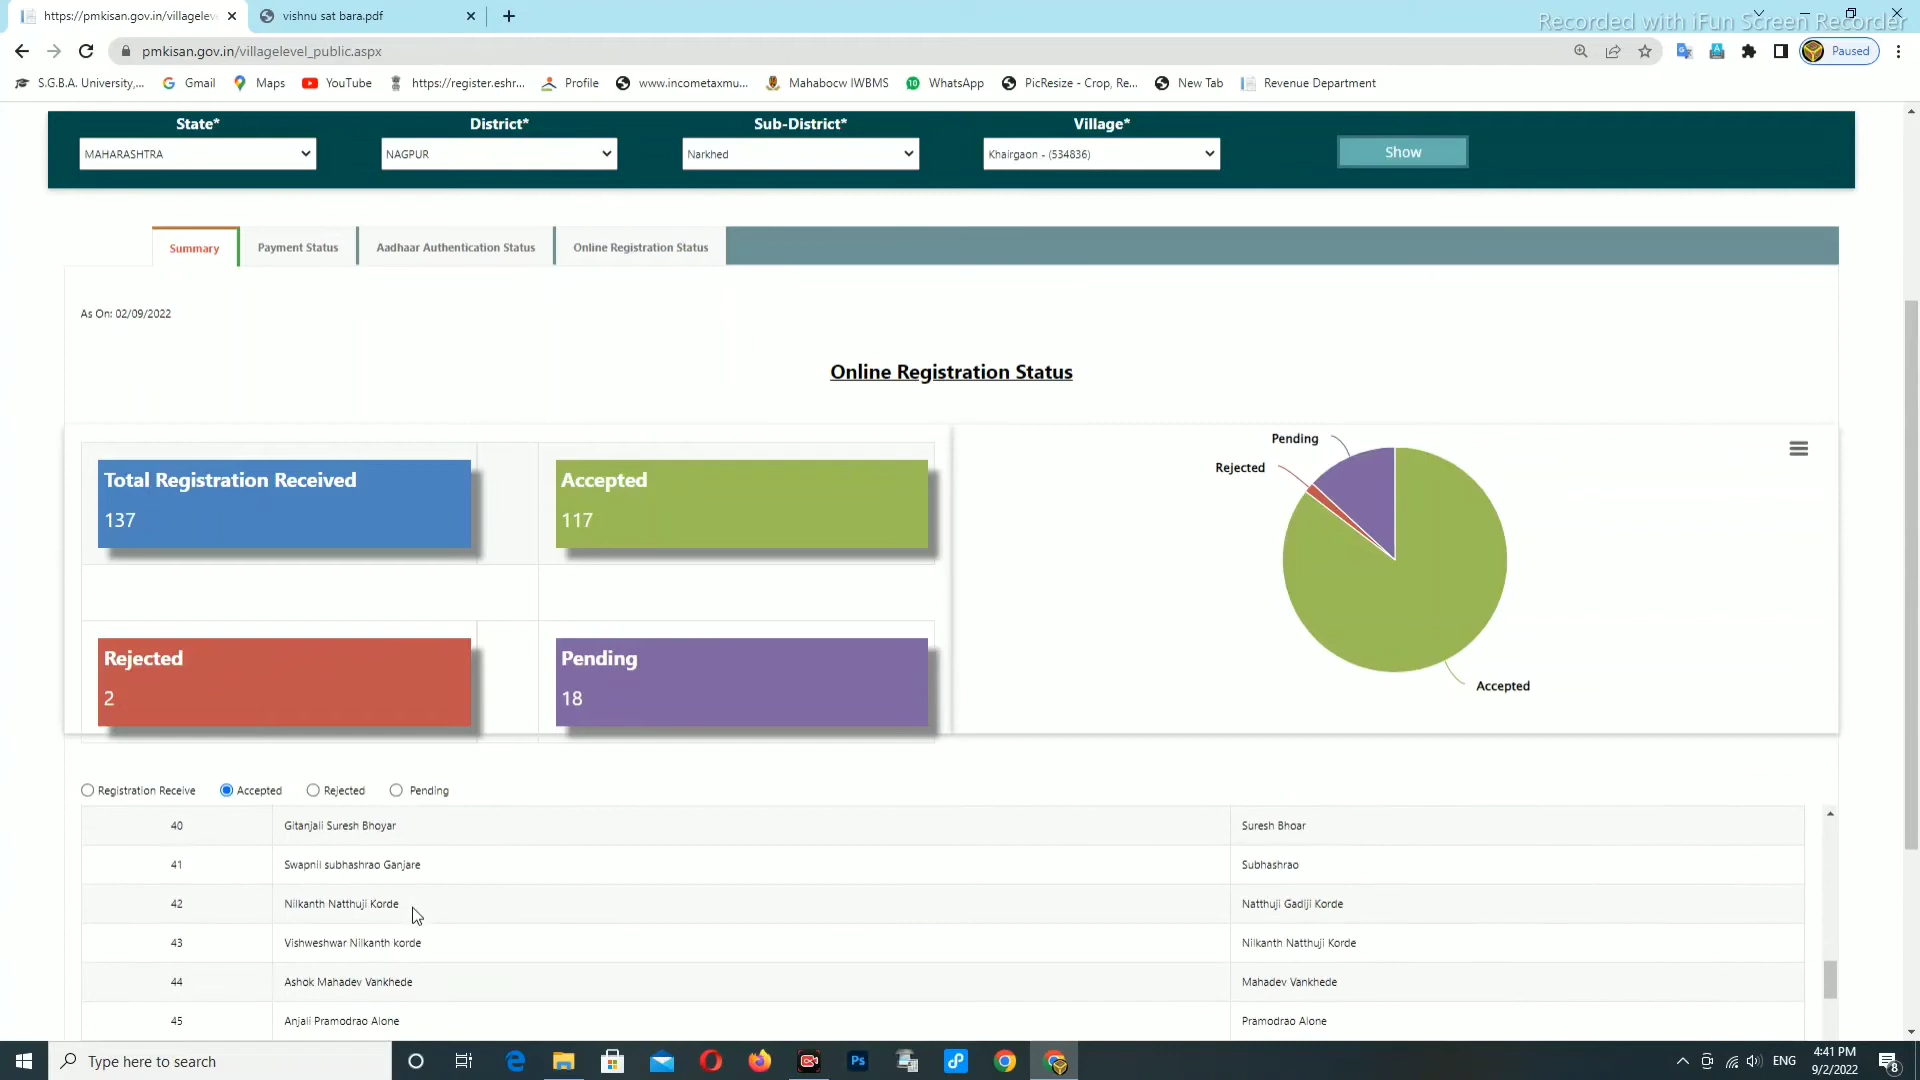 https://pmkisan.gov.in/villageleve
vishnu sat bara.pdf
Recorded with iFun Screen Recorder
pmkisan.gov.in/villagelevel_public.aspx
Paused
S.G.B.A. University,...
Gmail
Maps
YouTube
https://register.eshr...
Profile
www.incometaxmu...
Mahabocw IWBMS
10
WhatsApp
PicResize - Crop, Re...
New Tab
Revenue Department
State*
District*
Sub-District*
Village*
MAHARASHTRA
NAGPUR
Narkhed
Khairgaon - (534836)
Show
Summary
Payment Status
Aadhaar Authentication Status
Online Registration Status
As On: 02/09/2022
Online Registration Status
Total Registration Received
137
Accepted
117
Rejected
2
Pending
18
Pending
Rejected
Accepted
Registration Receive
Accepted
Rejected
Pending
40 Gitanjali Suresh Bhoyar Suresh Bhoar
41 Swapnil subhashrao Ganjare Subhashrao
42 Nilkanth Natthuji Korde Natthuji Gadiji Korde
43 Vishweshwar Nilkanth korde Nilkanth Natthuji Korde
44 Ashok Mahadev Vankhede Mahadev Vankhede
45 Anjali Pramodrao Alone Pramodrao Alone
Type here to search
Ps
ENG
4:41 PM
9/2/2022
8